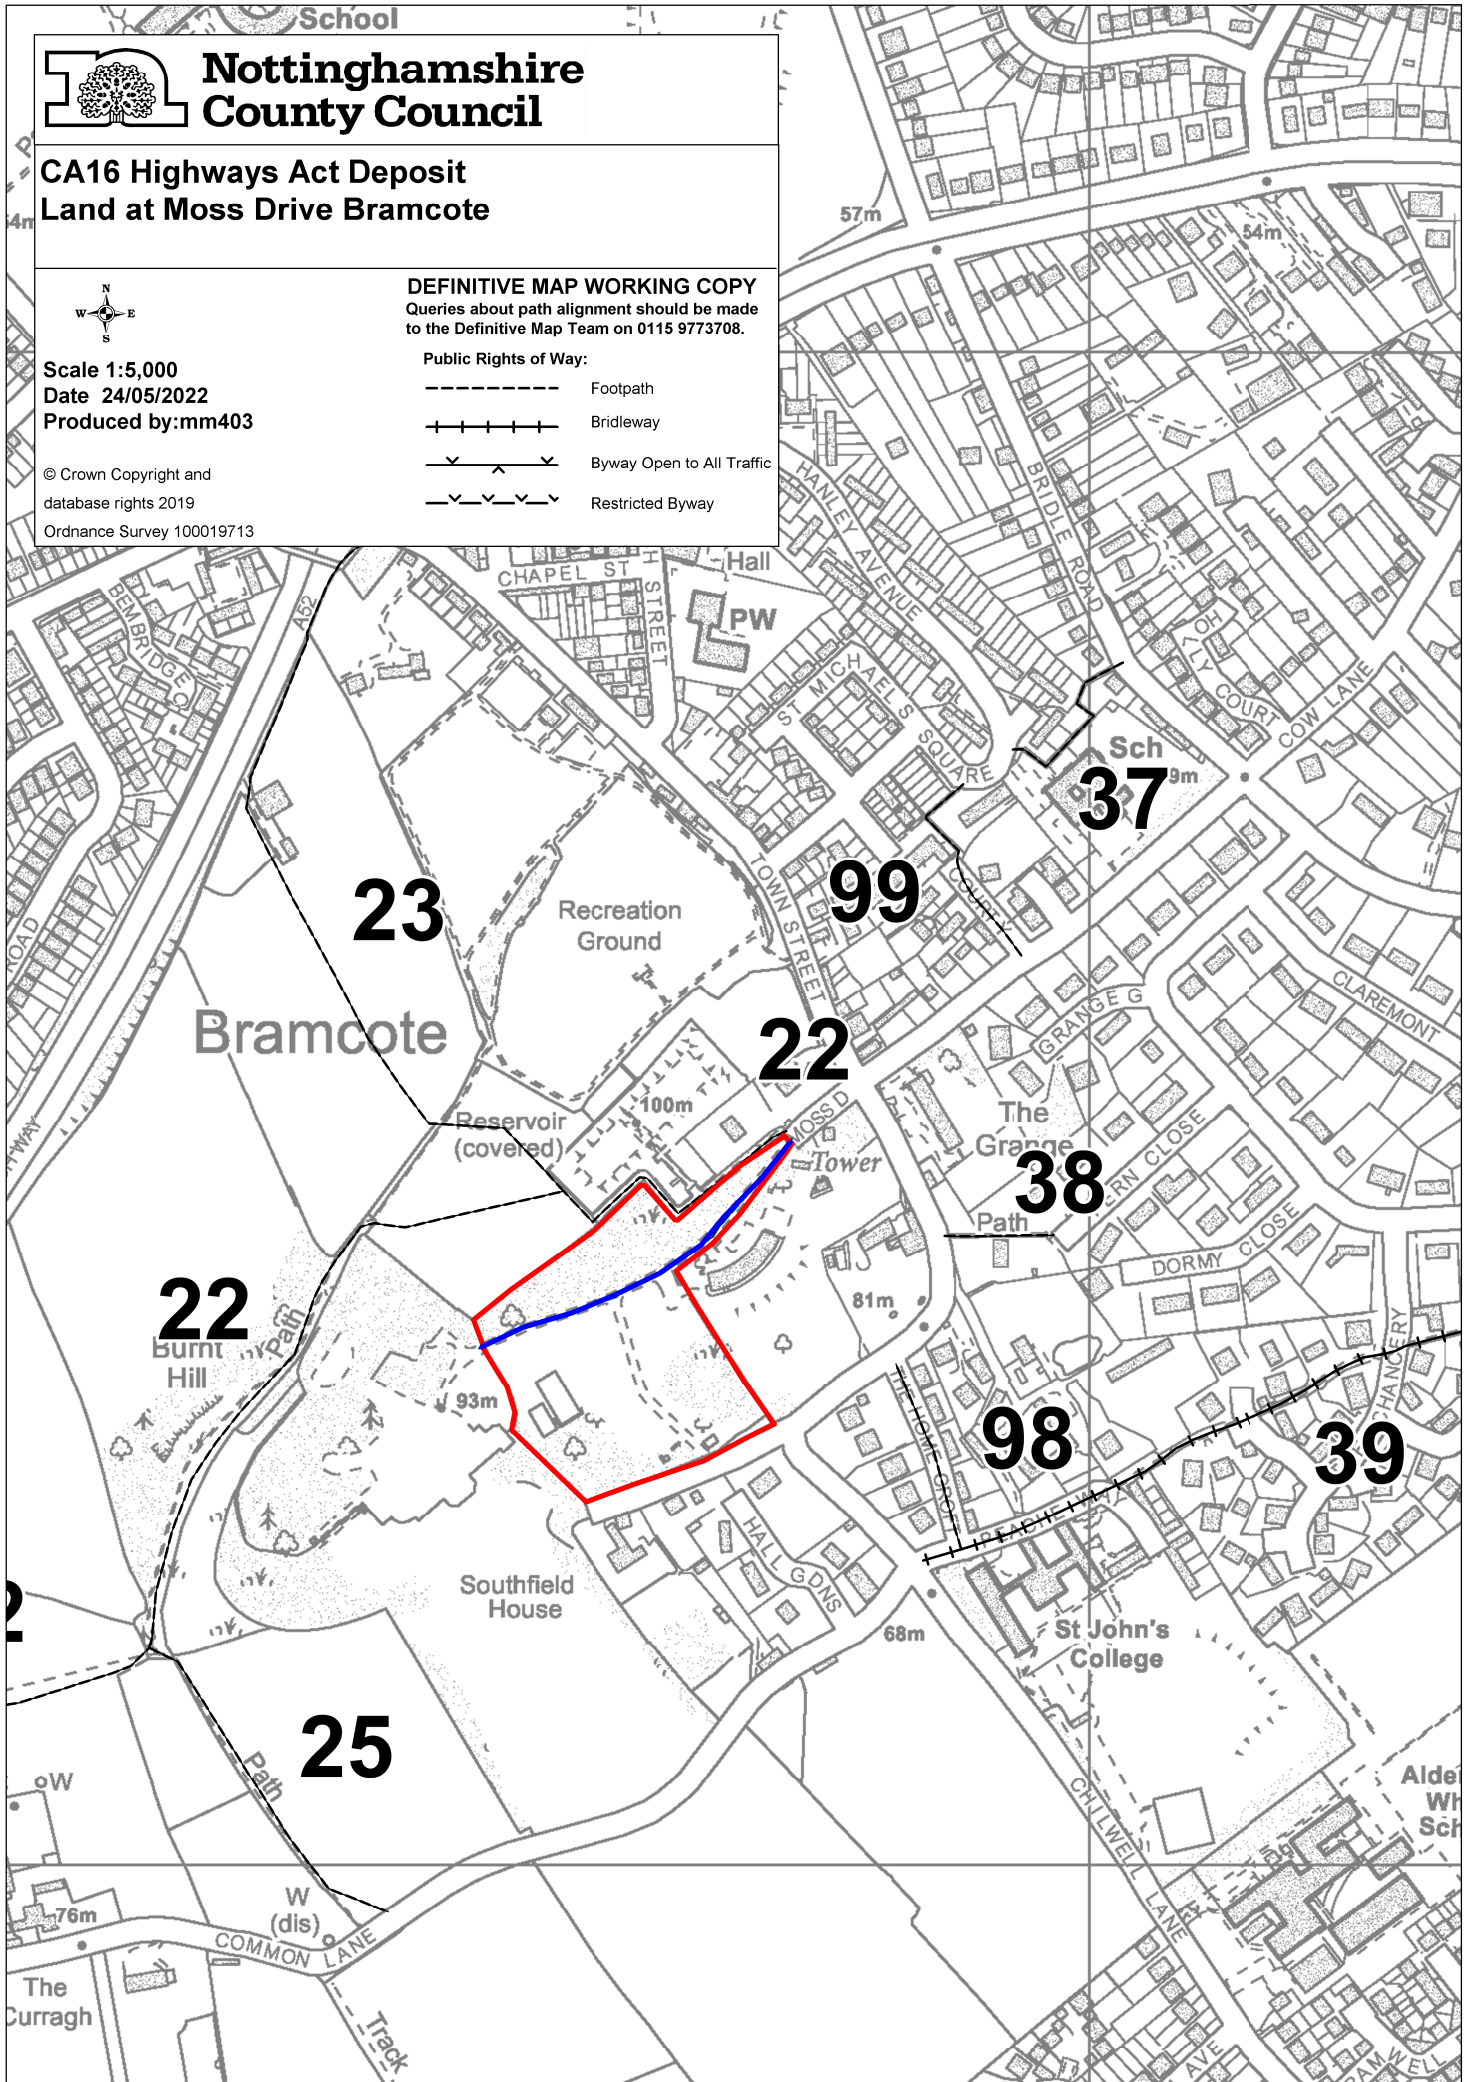 School
Nottinghamshire
County Council
CA16 Highways Act Deposit
Land at Moss Drive Bramcote
N
W E
S
Scale 1:5,000
Date 24/05/2022
Produced by:mm403
© Crown Copyright and
database rights 2019
Ordnance Survey 100019713
DEFINITIVE MAP WORKING COPY
Queries about path alignment should be made
to the Definitive Map Team on 0115 9773708.
Public Rights of Way:
Footpath
Bridleway
Byway Open to All Traffic
Restricted Byway
57m
54m
HANLEY AVENUE
BRIDLE ROAD
CHAPEL ST
H STREET
Hall
PW
A52
BEMBRIDGE
ST MICHAELS SQUARE
COURT
COW LANE
Sch
37
9m
23
99
TOWN STREET
Recreation
Ground
ROAD
CLAREMONT
GRANGE G
Bramcote
22
MOSS D
100m
Reservoir
(covered)
The
Grange
38
ERN CLOSE
Tower
Path
DORMY CLOSE
81m
22
Burnt
Hill
Path
93m
CHANCERY
98
39
HALL GDNS
Southfield
House
68m
St John's
College
25
Path
CHILWELL LANE
W
W
(dis)
76m
COMMON LANE
The
Curragh
Track
AVE